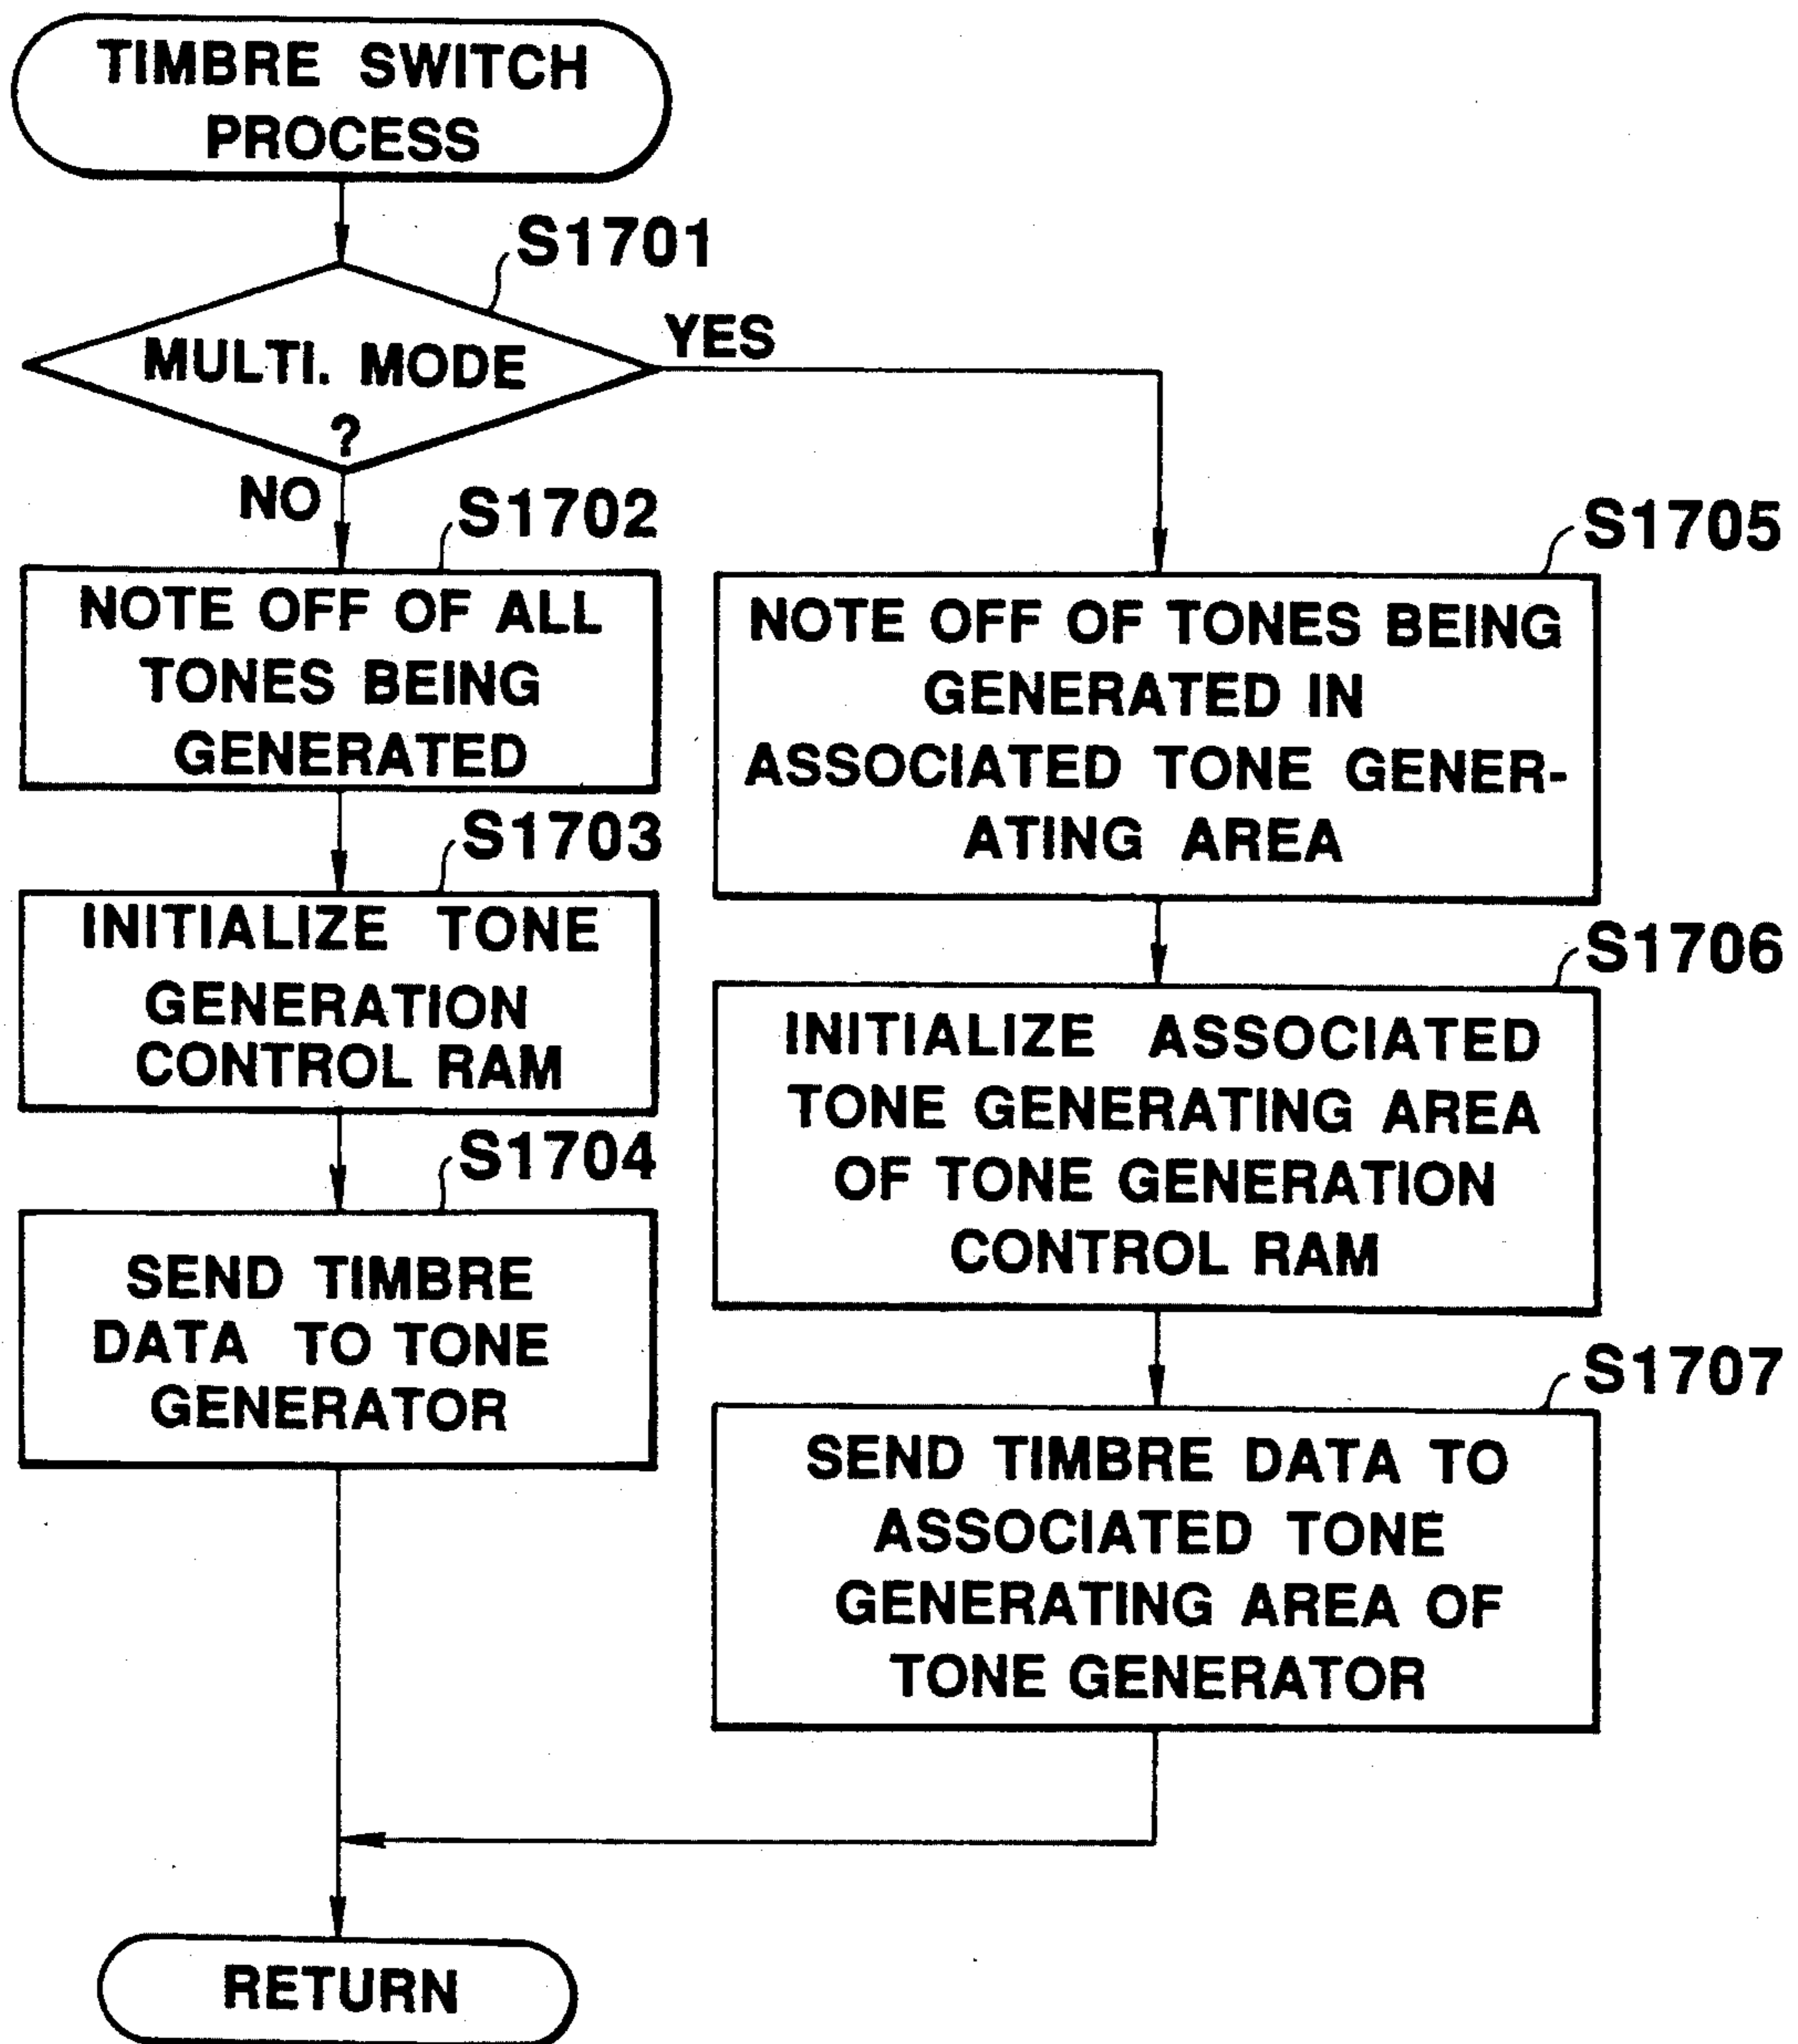 TIMBRE SWITCH
PROCESS
S1701
MULTI. MODE
?
YES
NO
S1702
NOTE OFF OF ALL
TONES BEING
GENERATED
S1703
INITIALIZE TONE
GENERATION
CONTROL RAM
S1704
SEND TIMBRE
DATA TO TONE
GENERATOR
S1705
NOTE OFF OF TONES BEING
GENERATED IN
ASSOCIATED TONE GENER-
ATING AREA
S1706
INITIALIZE ASSOCIATED
TONE GENERATING AREA
OF TONE GENERATION
CONTROL RAM
S1707
SEND TIMBRE DATA TO
ASSOCIATED TONE
GENERATING AREA OF
TONE GENERATOR
RETURN